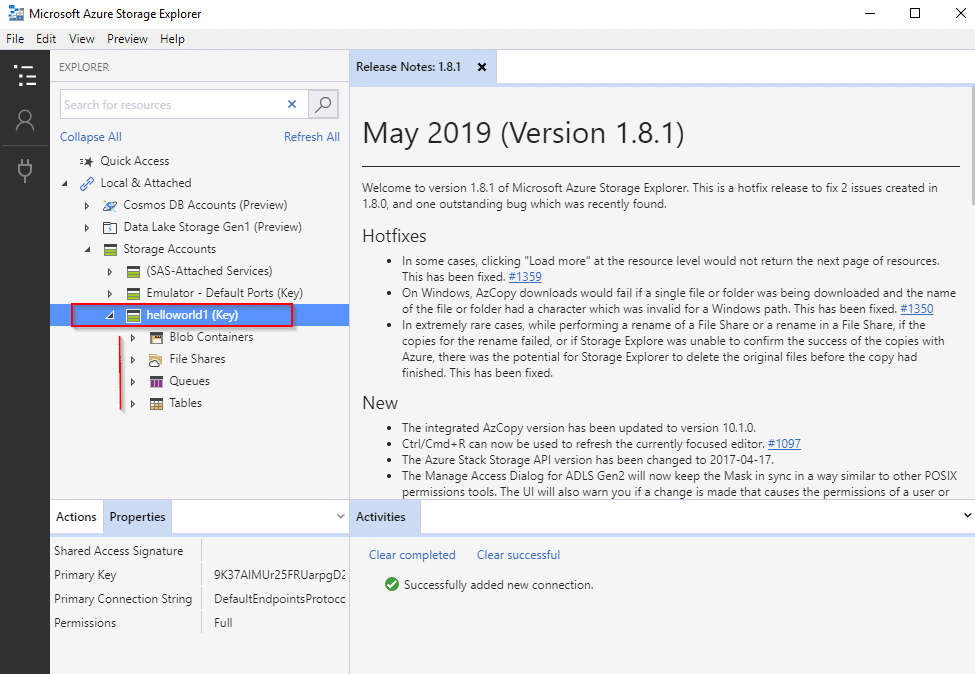 Microsoft Azure Storage Explorer
File Edit View Preview Help
EXPLORER
Search for resources
Collapse All Refresh All
Quick Access
Local & Attached
Cosmos DB Accounts (Preview)
Data Lake Storage Gen1 (Preview)
Storage Accounts
(SAS-Attached Services)
Emulator - Default Ports (Key)
helloworld1 (Key)
Blob Containers
File Shares
Queues
Tables
Actions Properties
Shared Access Signature
Primary Key 9K37AIMUr25FRUarpgD2
Primary Connection String DefaultEndpointsProtoco
Permissions Full
Release Notes: 1.8.1
May 2019 (Version 1.8.1)
Welcome to version 1.8.1 of Microsoft Azure Storage Explorer. This is a hotfix release to fix 2 issues created in
1.8.0, and one outstanding bug which was recently found.
Hotfixes
• In some cases, clicking "Load more" at the resource level would not return the next page of resources.
This has been fixed. #1359
• On Windows, AzCopy downloads would fail if a single file or folder was being downloaded and the name
of the file or folder had a character which was invalid for a Windows path. This has been fixed. #1350
• In extremely rare cases, while performing a rename of a File Share or a rename in a File Share, if the
copies for the rename failed, or if Storage Explore was unable to confirm the success of the copies with
Azure, there was the potential for Storage Explorer to delete the original files before the copy had
finished. This has been fixed.
New
• The integrated AzCopy version has been updated to version 10.1.0.
• Ctrl/Cmd+R can now be used to refresh the currently focused editor. #1097
• The Azure Stack Storage API version has been changed to 2017-04-17.
• The Manage Access Dialog for ADLS Gen2 will now keep the Mask in sync in a way similar to other POSIX
permissions tools. The UI will also warn you if a change is made that causes the permissions of a user or
Activities
Clear completed Clear successful
Successfully added new connection.